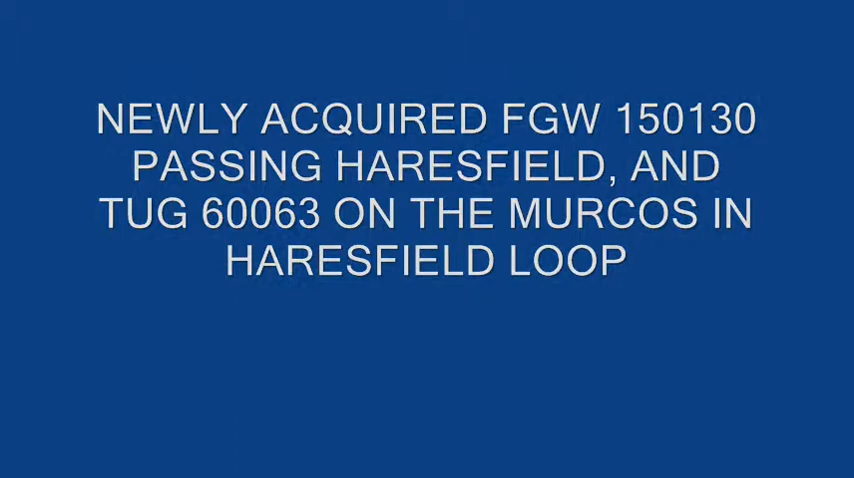 NEWLY ACQUIRED FGW 150130
PASSING HARESFIELD, AND
TUG 60063 ON THE MURCOS IN
HARESFIELD LOOP